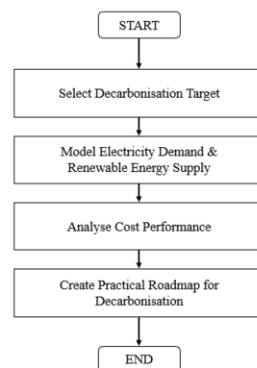 START
Select Decarbonisation Target
Model Electricity Demand &
Renewable Energy Supply
Analyse Cost Performance
Create Practical Roadmap for
Decarbonisation
END